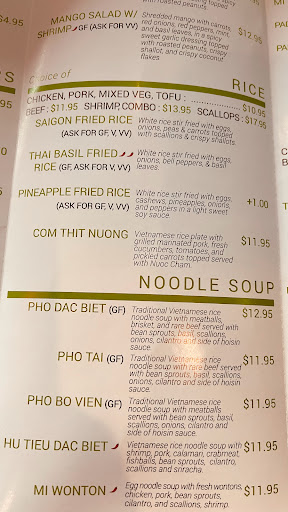 $4.95
MANGO SALAD W/ Shredded mango with carrots,
SHRIMP GF (ASK FOR VV) red onions, red peppers, mint, $12.95
and basil leaves, in a spicy
sweet garlic dressing topped
with roasted peanuts, crispy
shallot, and crispy coconut
flakes
Choice of RICE
CHICKEN, PORK, MIXED VEG, TOFU : $10.95
BEEF : $11.95 SHRIMP, COMBO : $13.95 SCALLOPS : $17.95
SAIGON FRIED RICE White rice stir fried with eggs,
(ASK FOR GF, V, VV) onions, peas & carrots topped
with scallions & crispy shallots.
THAI BASIL FRIED White rice stir fried with eggs,
RICE (GF, ASK FOR V, VV) onions, bell peppers, & basil
leaves.
PINEAPPLE FRIED RICE White rice stir fried with eggs,
(ASK FOR GF, V, VV) cashews, pineapples, onions, +1.00
and peppers in a light sweet
soy sauce.
COM THIT NUONG Vietnamese rice plate with
grilled marinated pork, fresh $11.95
cucumbers, tomatoes, and
pickled carrots topped served
with Nuoc Cham.
NOODLE SOUP
PHO DAC BIET (GF) Traditional Vietnamese rice $12.95
noodle soup with meatballs,
brisket, and rare beef served with
bean sprouts, basil, scallions,
onions, cilantro and side of hoisin
sauce.
PHO TAI (GF) Traditional Vietnamese rice $11.95
noodle soup with rare beef served
with bean sprouts, basil, scallions,
onions, cilantro and side of hoisin
sauce.
PHO BO VIEN (GF) Traditional Vietnamese rice $11.95
noodle soup with meatballs
served with bean sprouts, basil,
scallions, onions, cilantro and
side of hoisin sauce.
HU TIEU DAC BIET Vietnamese rice noodle soup with $11.95
shrimp, pork, calamari, crabmeat,
fishballs, bean sprouts, cilantro,
scallions and sriracha.
MI WONTON Egg noodle soup with fresh wontons, $11.95
chicken, pork, bean sprouts,
cilantro, and scallions, shrimp.